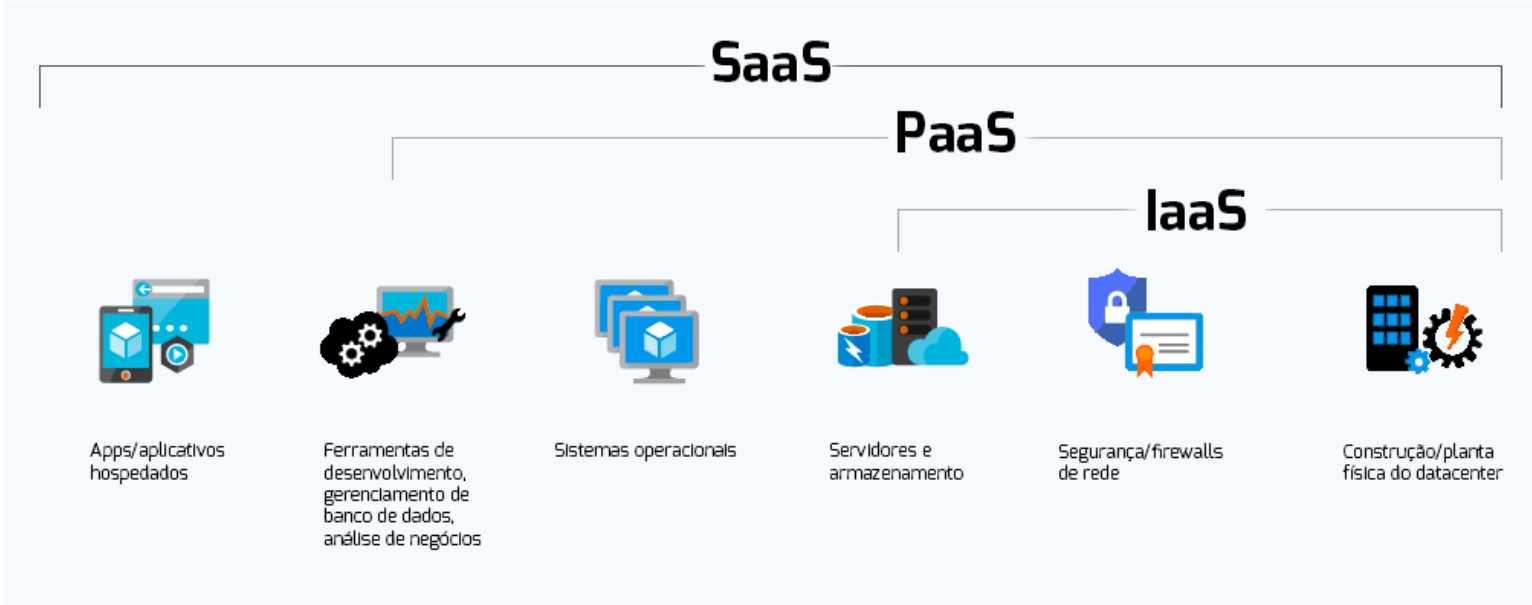 SaaS
PaaS
IaaS
Apps/aplicativos
hospedados
Ferramentas de
desenvolvimento,
gerenciamento de
banco de dados,
análise de negócios
Sistemas operacionais
Servidores e
armazenamento
Segurança/firewalls
de rede
Construção/planta
física do datacenter